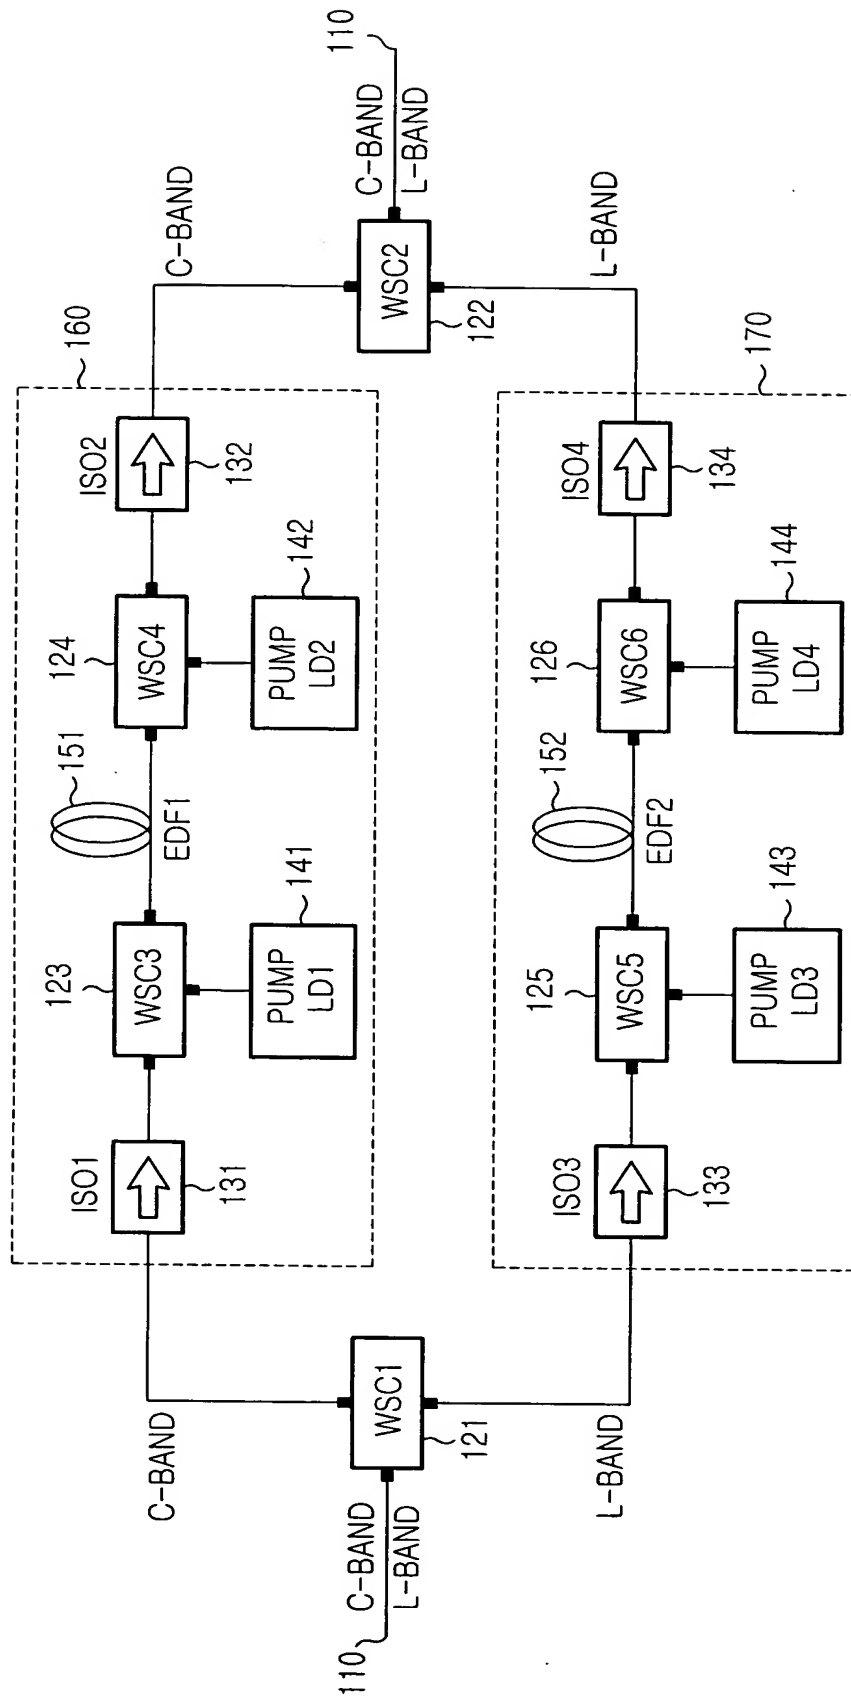 160
ISO1
131
123
WSC3
PUMP
LD1
141
151
EDF1
124
WSC4
PUMP
LD2
142
ISO2
132
C-BAND
C-BAND
110
C-BAND
L-BAND
WSC1
121
WSC2
122
C-BAND
L-BAND
110
L-BAND
L-BAND
170
ISO3
133
125
WSC5
PUMP
LD3
143
152
EDF2
126
WSC6
PUMP
LD4
144
ISO4
134